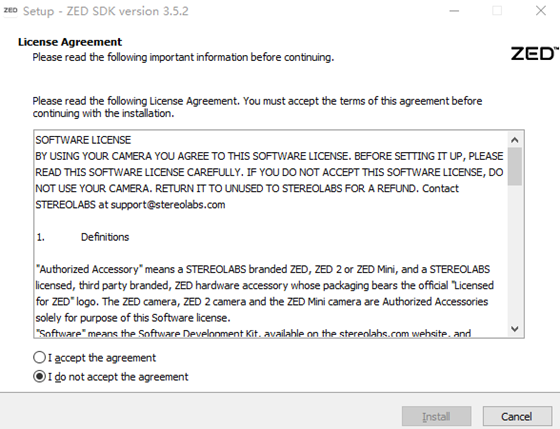 Setup - ZED SDK version 3.5.2
License Agreement
Please read the following important information before continuing.
ZED™
Please read the following License Agreement. You must accept the terms of this agreement before
continuing with the installation.
SOFTWARE LICENSE
BY USING YOUR CAMERA YOU AGREE TO THIS SOFTWARE LICENSE. BEFORE SETTING IT UP, PLEASE
READ THIS SOFTWARE LICENSE CAREFULLY. IF YOU DO NOT ACCEPT THIS SOFTWARE LICENSE, DO
NOT USE YOUR CAMERA. RETURN IT TO UNUSED TO STEREOLABS FOR A REFUND. Contact
STEREOLABS at support@stereolabs.com
1. Definitions
"Authorized Accessory" means a STEREOLABS branded ZED, ZED 2 or ZED Mini, and a STEREOLABS
licensed, third party branded, ZED hardware accessory whose packaging bears the official "Licensed
for ZED" logo. The ZED camera, ZED 2 camera and the ZED Mini camera are Authorized Accessories
solely for purpose of this Software license.
"Software" means the Software Development Kit, available on the stereolabs.com website, and
I accept the agreement
I do not accept the agreement
Install
Cancel